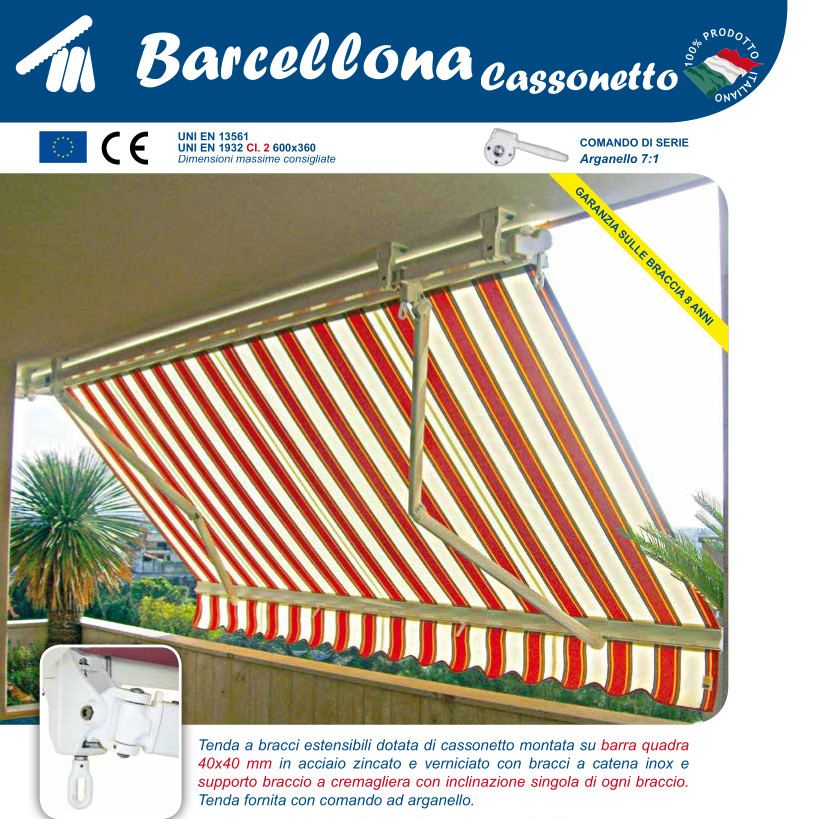 Barcellona Cassonetto
100% PRODOTTO ITALIANO
CE
UNI EN 13561
UNI EN 1932 Cl. 2 600x360
Dimensioni massime consigliate
COMANDO DI SERIE
Arganello 7:1
GARANZIA SULLE BRACCIA 8 ANNI
Tenda a bracci estensibili dotata di cassonetto montata su barra quadra
40x40 mm in acciaio zincato e verniciato con bracci a catena inox e
supporto braccio a cremagliera con inclinazione singola di ogni braccio.
Tenda fornita con comando ad arganello.